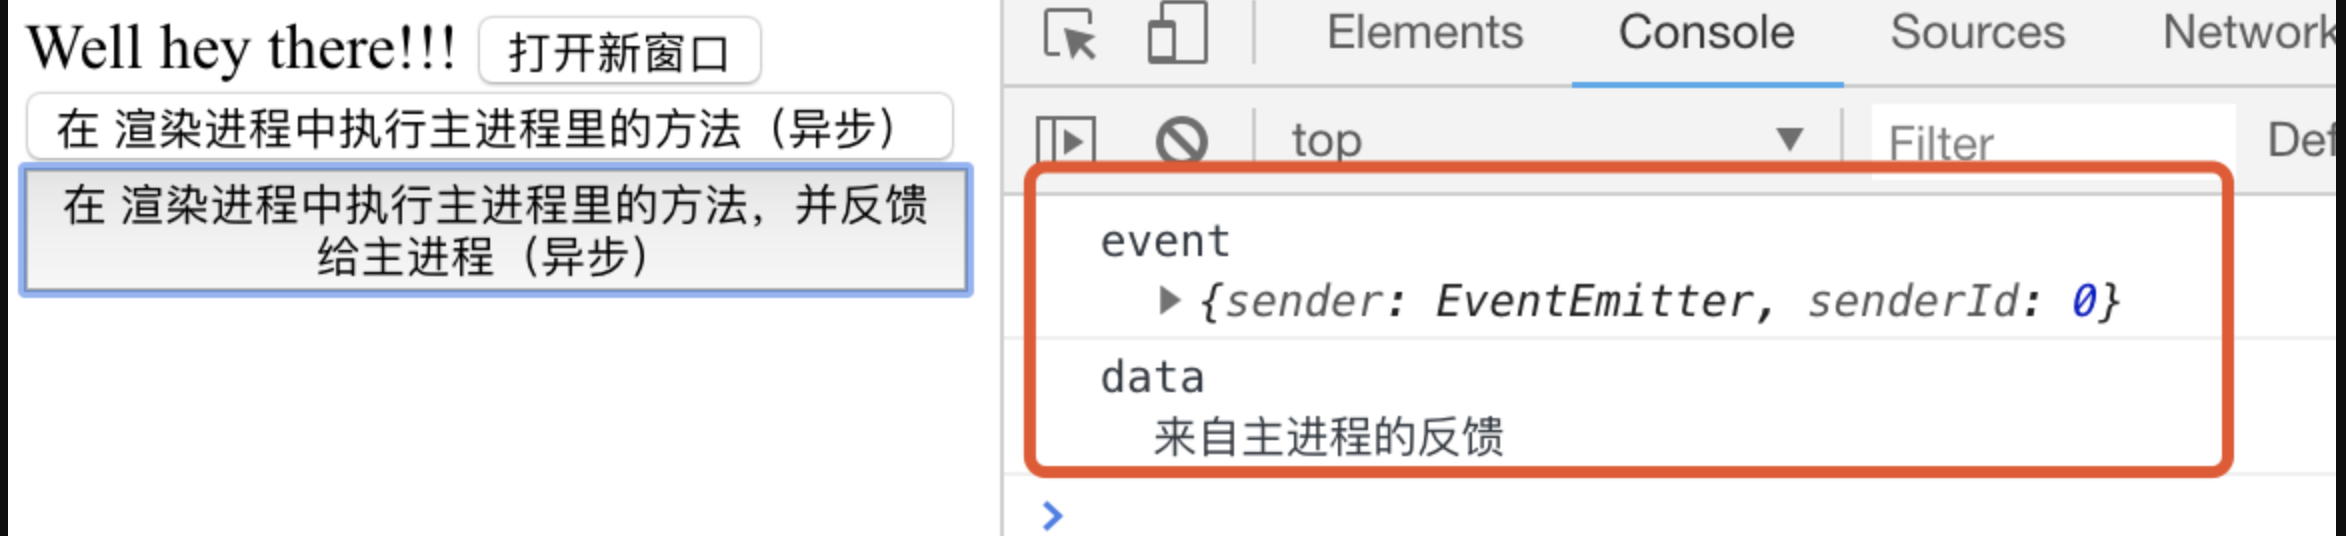 Well hey there!!! 打开新窗口
在 渲染进程中执行主进程里的方法（异步）
在 渲染进程中执行主进程里的方法，并反馈
给主进程（异步）
Elements Console Sources Network
top Filter Def
event
{sender: EventEmitter, senderId: 0}
data
来自主进程的反馈